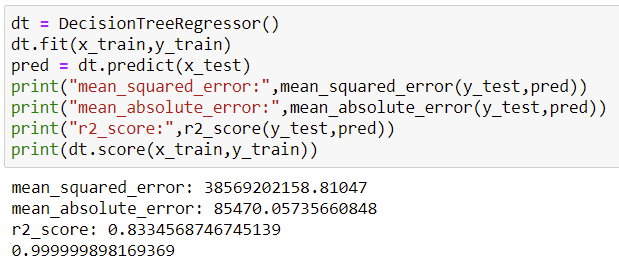 dt = DecisionTreeRegressor()
dt.fit(x_train,y_train)
pred = dt.predict(x_test)
print("mean_squared_error:",mean_squared_error(y_test,pred))
print("mean_absolute_error:",mean_absolute_error(y_test,pred))
print("r2_score:",r2_score(y_test,pred))
print(dt.score(x_train,y_train))
mean_squared_error: 38569202158.81047
mean_absolute_error: 85470.05735660848
r2_score: 0.8334568746745139
0.999999898169369